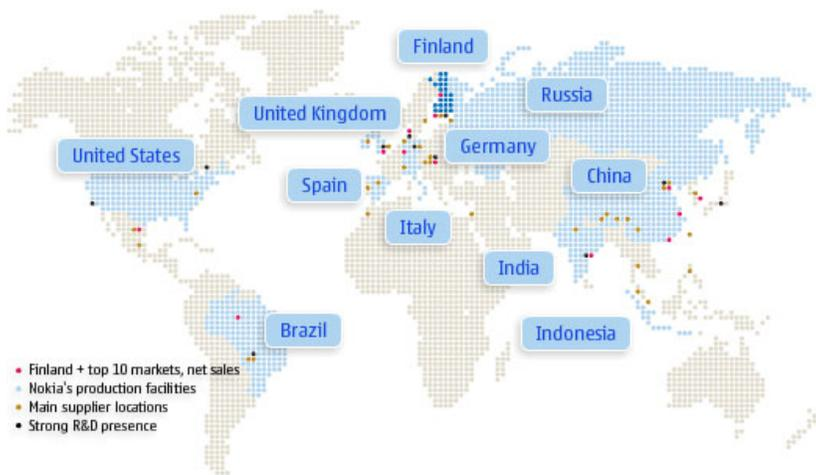 Finland
Russia
United Kingdom
Germany
United States
China
Spain
Italy
India
Brazil
Indonesia
Finland + top 10 markets, net sales
Nokia's production facilities
Main supplier locations
Strong R&D presence